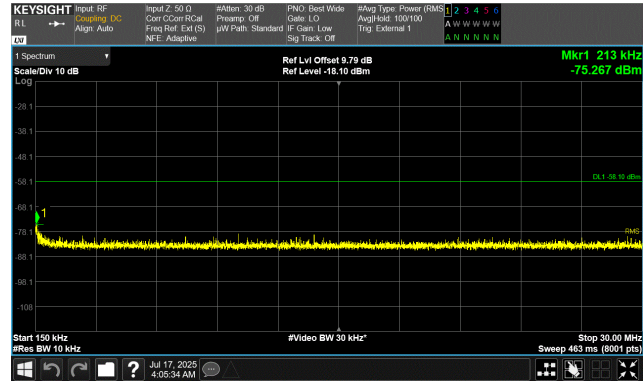 KEYSIGHT
RL
LXI
Input: RF
Coupling: DC
Align: Auto
Input Z: 50 Ω
Corr CCorr RCal
Freq Ref: Ext (S)
NFE: Adaptive
#Atten: 30 dB
Preamp: Off
µW Path: Standard
PNO: Best Wide
Gate: LO
IF Gain: Low
Sig Track: Off
#Avg Type: Power (RMS
Avg|Hold: 100/100
Trig: External 1
1 2 3 4 5 6
A W W W W W
A N N N N N
1 Spectrum
Scale/Div 10 dB
Log
Ref Lvl Offset 9.79 dB
Ref Level -18.10 dBm
Mkr1 213 kHz
-75.267 dBm
-28.1
-38.1
-48.1
DL1 -58.10 dBm
-58.1
-68.1
1
-78.1
RMS
-88.1
-98.1
-108
Start 150 kHz
#Res BW 10 kHz
#Video BW 30 kHz*
Stop 30.00 MHz
Sweep 463 ms (8001 pts)
?
Jul 17, 2025
4:05:34 AM